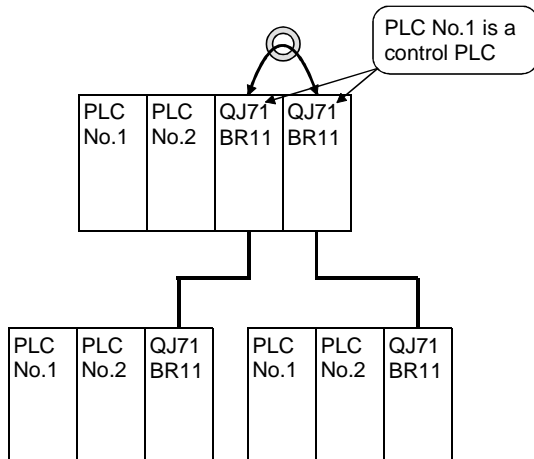 PLC No.1 is a
control PLC
PLC
No.1
PLC
No.2
QJ71
BR11
QJ71
BR11
PLC
No.1
PLC
No.2
QJ71
BR11
PLC
No.1
PLC
No.2
QJ71
BR11